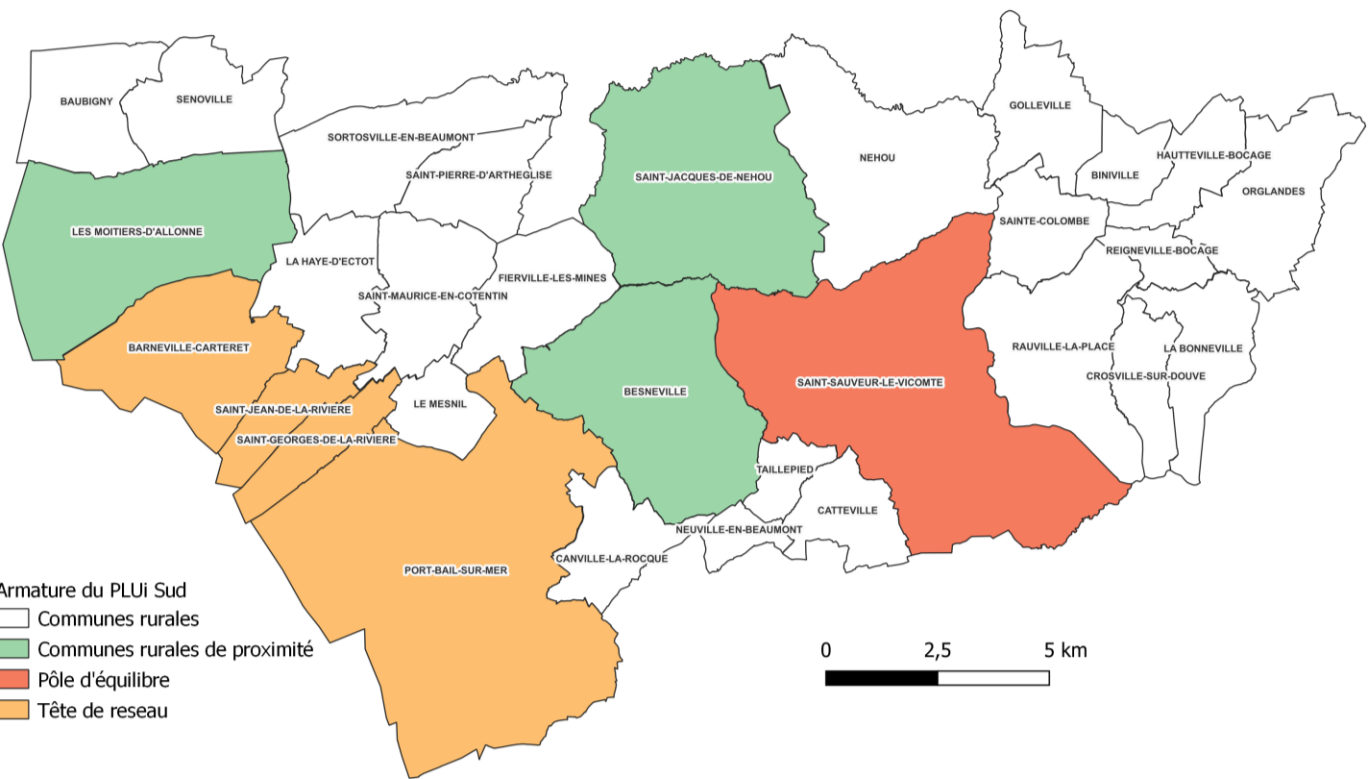 BAUBIGNY
SENOVILLE
SORTOSVILLE-EN-BEAUMONT
SAINT-PIERRE-D'ARTHEGLISE
SAINT-JACQUES-DE-NEHOU
NEHOU
GOLLEVILLE
BINIVILLE
HAUTTEVILLE-BOCAGE
ORGLANDES
SAINTE-COLOMBE
REIGNEVILLE-BOCAGE
LES MOITIERS-D'ALLONNE
LA HAYE-D'ECTOT
SAINT-MAURICE-EN-COTENTIN
FIERVILLE-LES-MINES
BARNEVILLE-CARTERET
SAINT-JEAN-DE-LA-RIVIERE
SAINT-GEORGES-DE-LA-RIVIERE
LE MESNIL
BESNEVILLE
SAINT-SAUVEUR-LE-VICOMTE
RAUVILLE-LA-PLACE
CROSVILLE-SUR-DOUVE
LA BONNEVILLE
TAILLEPIED
CATTEVILLE
NEUVILLE-EN-BEAUMONT
CANVILLE-LA-ROCQUE
PORT-BAIL-SUR-MER
Armature du PLUi Sud
Communes rurales
Communes rurales de proximité
Pôle d'équilibre
Tête de reseau
0 2,5 5 km